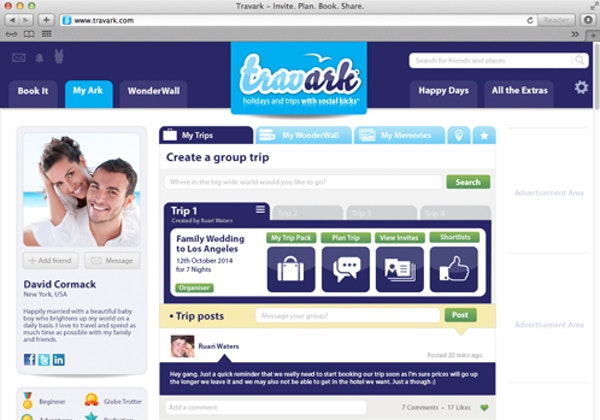 Travark – Invite. Plan. Book. Share.
www.travark.com
Reader
Book It
My Ark
WonderWall
travark
holidays and trips with social kicks
Search for friends and places
Happy Days
All the Extras
My Trips
My WonderWall
My Memories
Create a group trip
Where in the big wide world would you like to go?
Search
Trip 1
Created by Ruari Waters
Trip 2
Trip 3
Trip 4
Family Wedding
to Los Angeles
12th October 2014
for 7 Nights
Organiser
My Trip Pack
Plan Trip
View Invites
Shortlists
• Trip posts
Message your group?
Post
Ruari Waters
Posted 20 mins ago
Hey gang. Just a quick reminder that we really need to start booking our trip soon as I'm sure prices will go up
the longer we leave it and we may also not be able to get in the hotel we want. Just a though :)
Add a comment
7 Comments • 17 Likes
+ Add friend
Message
David Cormack
New York, USA
Happily married with a beautiful baby
boy who brightens up my world on a
daily basis. I love to travel and spend as
much time as possible with my family
and friends.
Beginner
Globe Trotter
Advertisement Area
Advertisement Area